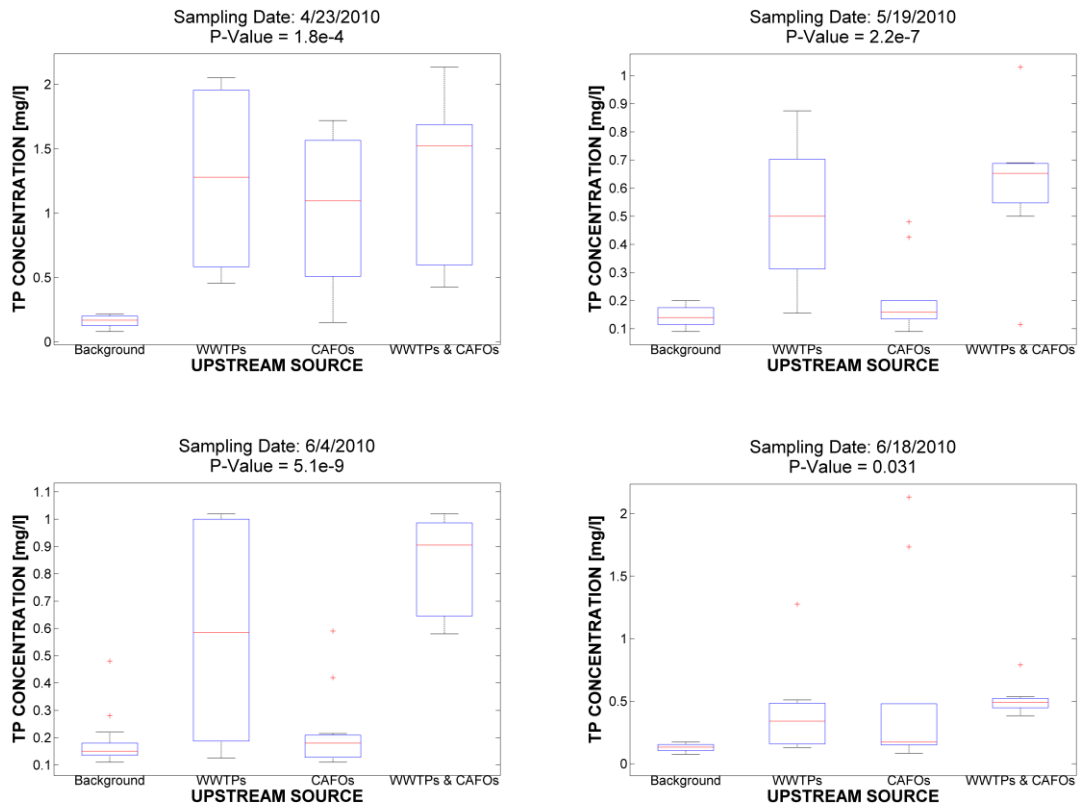 Sampling Date: 4/23/2010
P-Value = 1.8e-4
TP CONCENTRATION [mg/l]
2
1.5
1
0.5
0
Background WWTPs CAFOs WWTPs & CAFOs
UPSTREAM SOURCE
Sampling Date: 5/19/2010
P-Value = 2.2e-7
TP CONCENTRATION [mg/l]
1
0.9
0.8
0.7
0.6
0.5
0.4
0.3
0.2
0.1
Background WWTPs CAFOs WWTPs & CAFOs
UPSTREAM SOURCE
Sampling Date: 6/4/2010
P-Value = 5.1e-9
TP CONCENTRATION [mg/l]
1.1
1
0.9
0.8
0.7
0.6
0.5
0.4
0.3
0.2
0.1
Background WWTPs CAFOs WWTPs & CAFOs
UPSTREAM SOURCE
Sampling Date: 6/18/2010
P-Value = 0.031
TP CONCENTRATION [mg/l]
2
1.5
1
0.5
0
Background WWTPs CAFOs WWTPs & CAFOs
UPSTREAM SOURCE